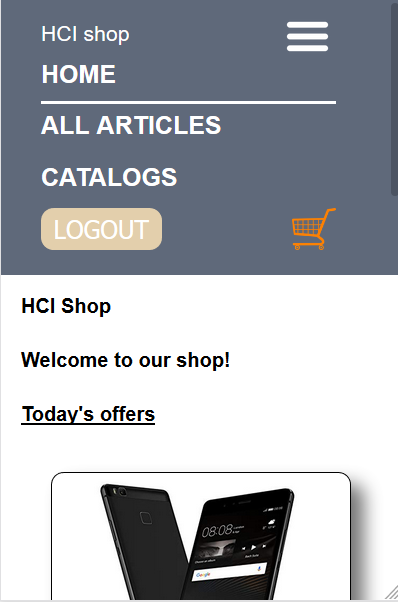 HCI shop
HOME
ALL ARTICLES
CATALOGS
LOGOUT
HCI Shop
Welcome to our shop!
Today's offers
08:08
Google